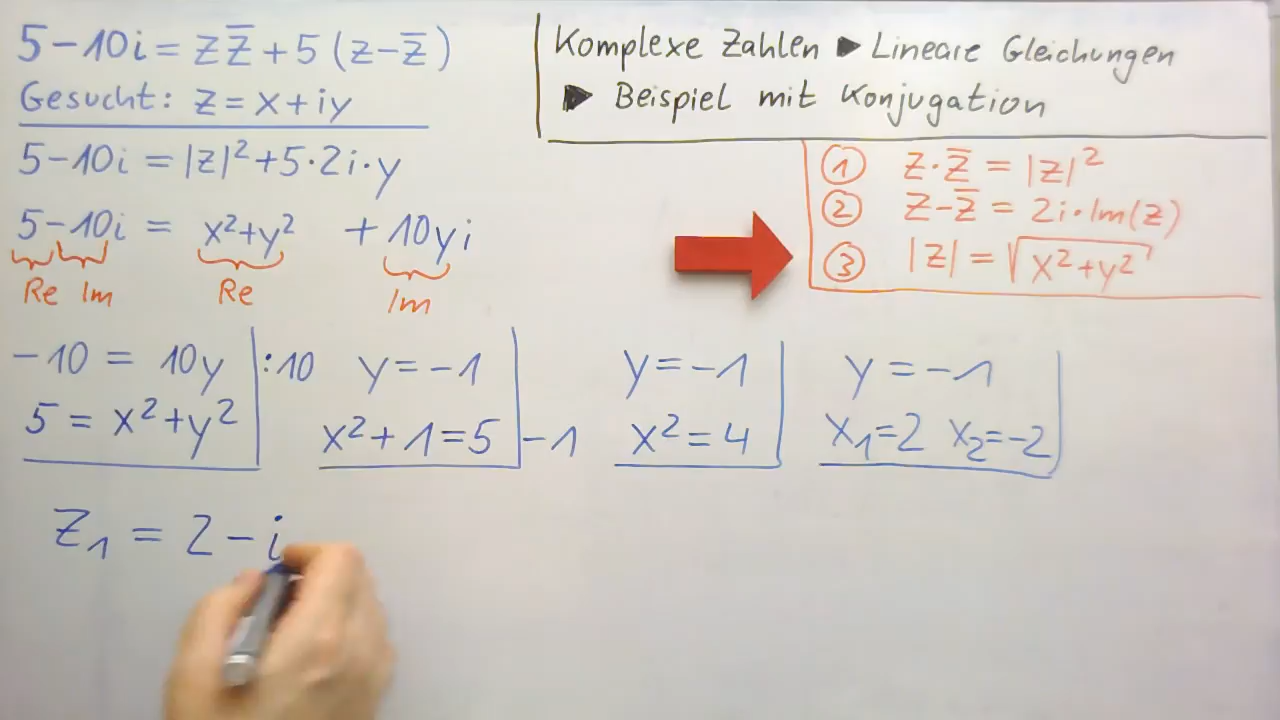 5-10i = zz̅ + 5 (z-z̅)
Gesucht: z = x+iy
5-10i = |z|²+5·2i·y
5-10i = x²+y² + 10yi
Re Im Re Im
Komplexe Zahlen ▶ Lineare Gleichungen
▶ Beispiel mit Konjugation
① z·z̅ = |z|²
② z-z̅ = 2i·Im(z)
③ |z| = √(x²+y²)
-10 = 10y | :10
5 = x²+y²
y = -1
x²+1=5 | -1
y = -1
x² = 4
y = -1
x₁=2 x₂=-2
z₁ = 2-i